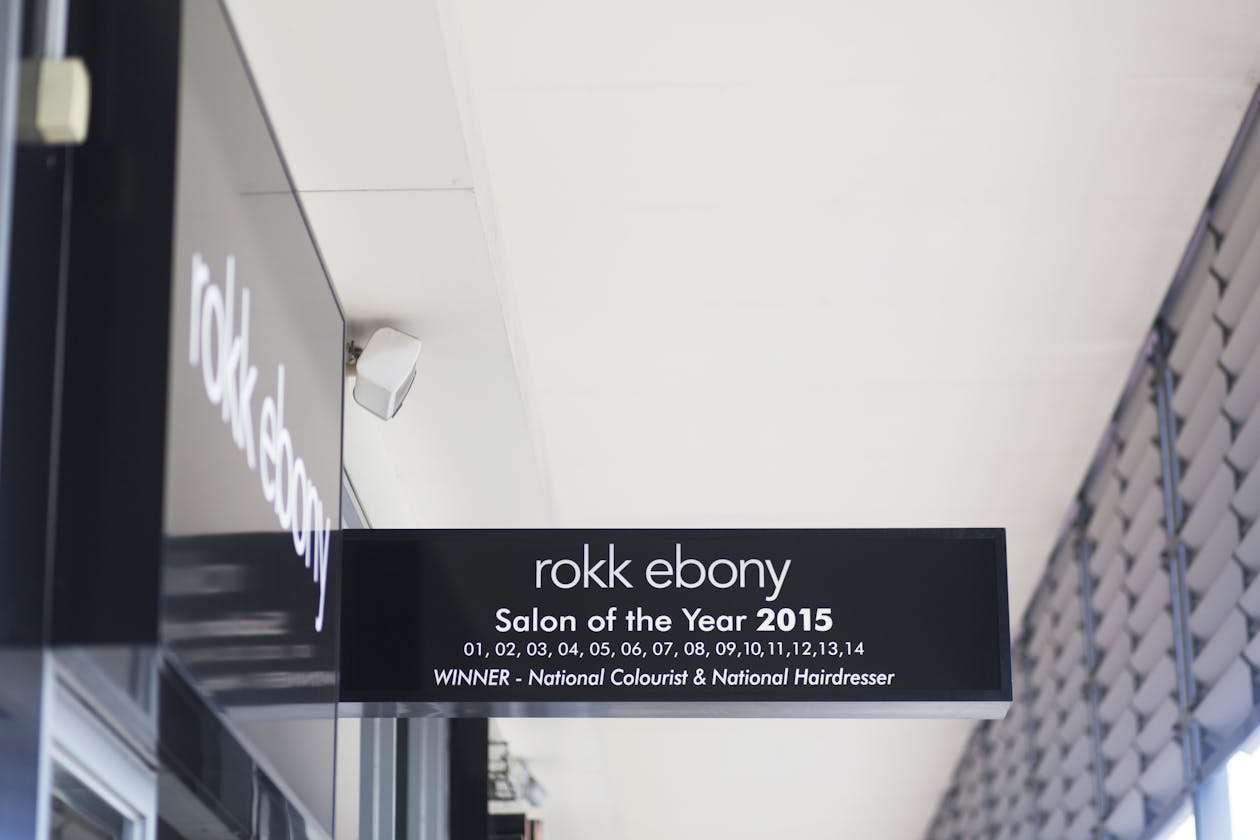 rokk ebony
rokk ebony
Salon of the Year 2015
01, 02, 03, 04, 05, 06, 07, 08, 09,10,11,12,13,14
WINNER - National Colourist & National Hairdresser